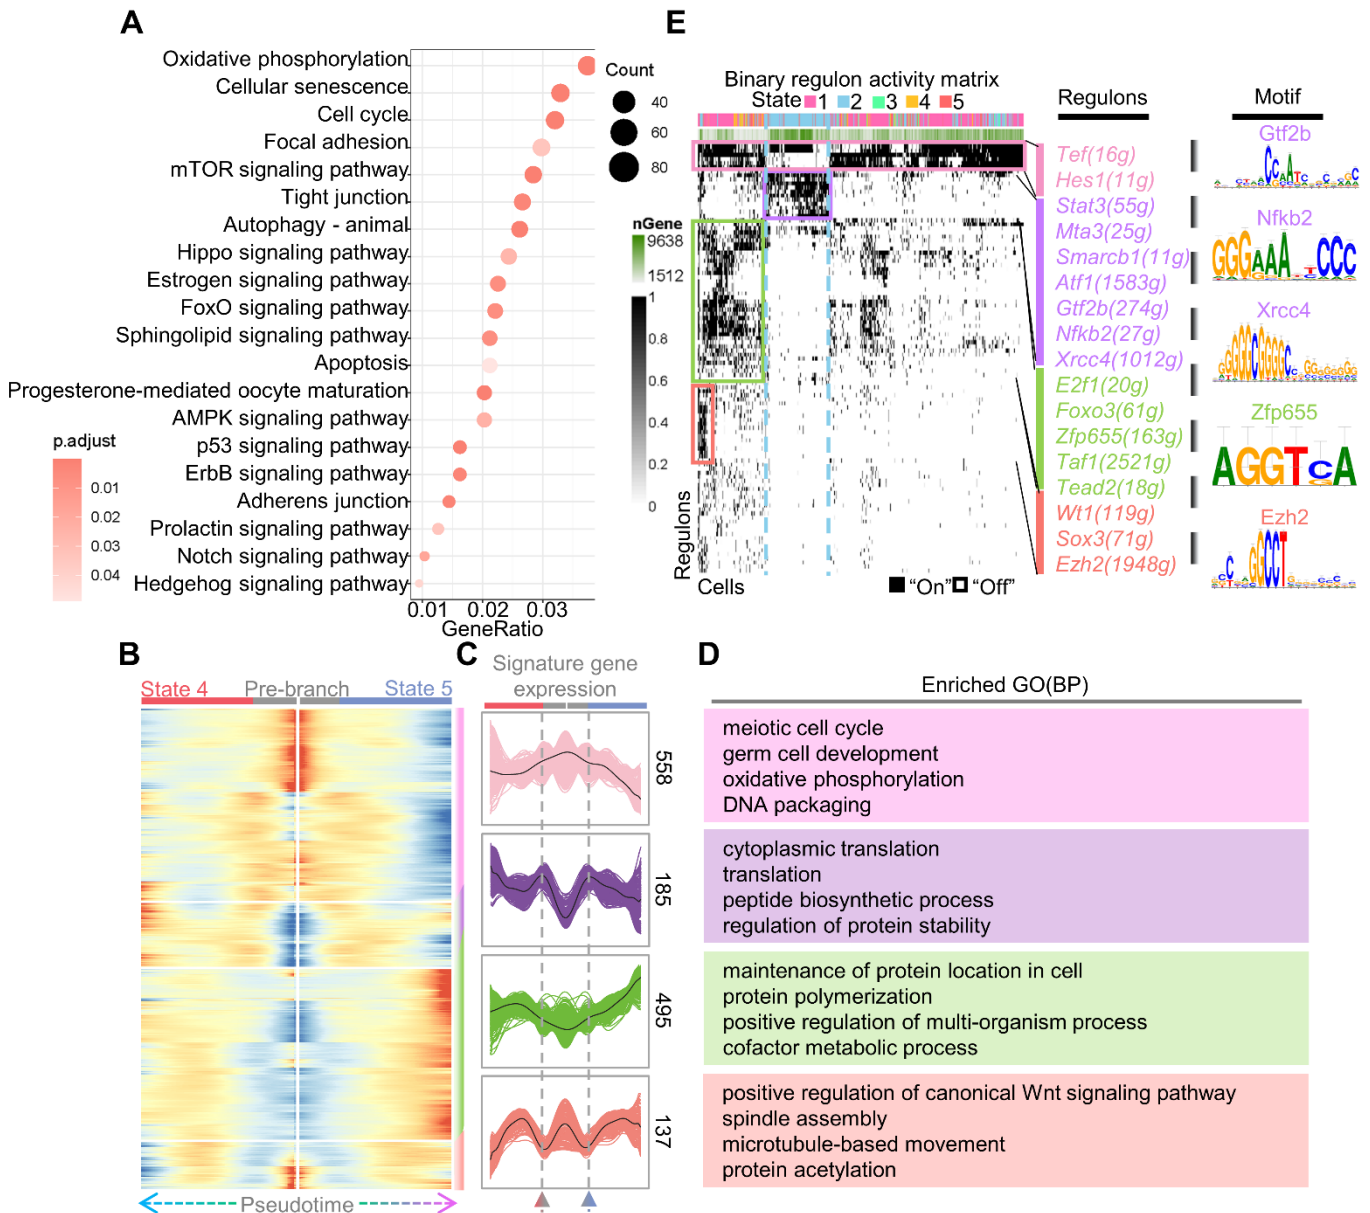 A
Oxidative phosphorylation
Cellular senescence
Cell cycle
Focal adhesion
mTOR signaling pathway
Tight junction
Autophagy - animal
Hippo signaling pathway
Estrogen signaling pathway
FoxO signaling pathway
Sphingolipid signaling pathway
Apoptosis
Progesterone-mediated oocyte maturation
AMPK signaling pathway
p53 signaling pathway
ErbB signaling pathway
Adherens junction
Prolactin signaling pathway
Notch signaling pathway
Hedgehog signaling pathway
0.01 0.02 0.03
GeneRatio
p.adjust
0.01
0.02
0.03
0.04
Count
40
60
80
nGene
9638
1512
1
0.8
0.6
0.4
0.2
0
E
Binary regulon activity matrix
State 1 2 3 4 5
Regulons
Cells
"On" "Off"
Regulons
Tef(16g)
Hes1(11g)
Stat3(55g)
Mta3(25g)
Smarcb1(11g)
Atf1(1583g)
Gtf2b(274g)
Nfkb2(27g)
Xrcc4(1012g)
E2f1(20g)
Foxo3(61g)
Zfp655(163g)
Taf1(2521g)
Tead2(18g)
Wt1(119g)
Sox3(71g)
Ezh2(1948g)
Motif
Gtf2b
Nfkb2
GGGAAA TCCC
Xrcc4
Zfp655
AGGTCA
Ezh2
B
State 4 Pre-branch State 5
Pseudotime
C
Signature gene
expression
558
185
495
137
D
Enriched GO(BP)
meiotic cell cycle
germ cell development
oxidative phosphorylation
DNA packaging
cytoplasmic translation
translation
peptide biosynthetic process
regulation of protein stability
maintenance of protein location in cell
protein polymerization
positive regulation of multi-organism process
cofactor metabolic process
positive regulation of canonical Wnt signaling pathway
spindle assembly
microtubule-based movement
protein acetylation